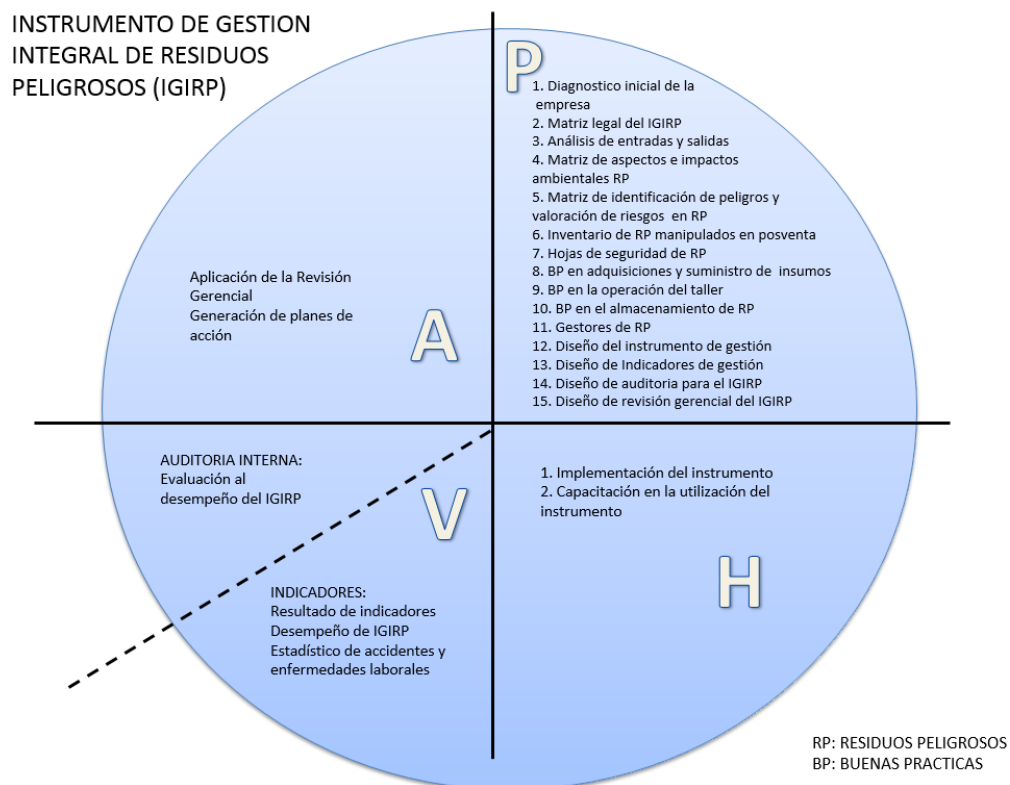 INSTRUMENTO DE GESTION
INTEGRAL DE RESIDUOS
PELIGROSOS (IGIRP)
P
1. Diagnostico inicial de la
empresa
2. Matriz legal del IGIRP
3. Análisis de entradas y salidas
4. Matriz de aspectos e impactos
ambientales RP
5. Matriz de identificación de peligros y
valoración de riesgos en RP
6. Inventario de RP manipulados en posventa
7. Hojas de seguridad de RP
8. BP en adquisiciones y suministro de insumos
9. BP en la operación del taller
10. BP en el almacenamiento de RP
11. Gestores de RP
12. Diseño del instrumento de gestión
13. Diseño de Indicadores de gestión
14. Diseño de auditoria para el IGIRP
15. Diseño de revisión gerencial del IGIRP
Aplicación de la Revisión
Gerencial
Generación de planes de
acción
A
AUDITORIA INTERNA:
Evaluación al
desempeño del IGIRP
V
INDICADORES:
Resultado de indicadores
Desempeño de IGIRP
Estadístico de accidentes y
enfermedades laborales
1. Implementación del instrumento
2. Capacitación en la utilización del
instrumento
H
RP: RESIDUOS PELIGROSOS
BP: BUENAS PRACTICAS